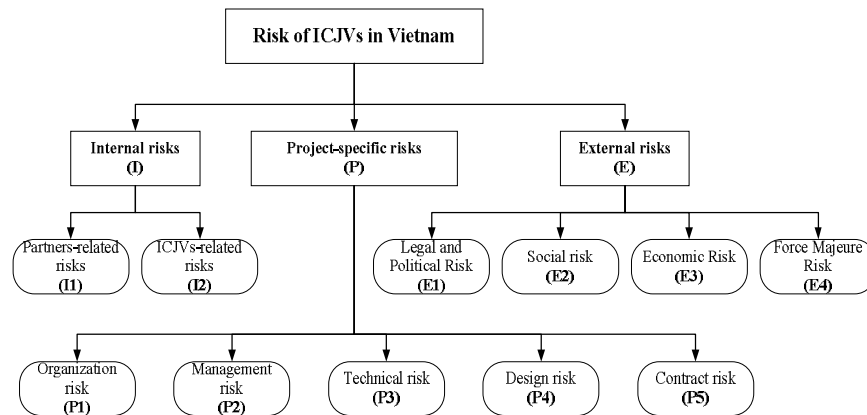 Risk of ICJVs in Vietnam
Internal risks
(I)
Project-specific risks
(P)
External risks
(E)
Partners-related
risks
(I1)
ICJVs-related
risks
(I2)
Legal and
Political Risk
(E1)
Social risk
(E2)
Economic Risk
(E3)
Force Majeure
Risk
(E4)
Organization
risk
(P1)
Management
risk
(P2)
Technical risk
(P3)
Design risk
(P4)
Contract risk
(P5)